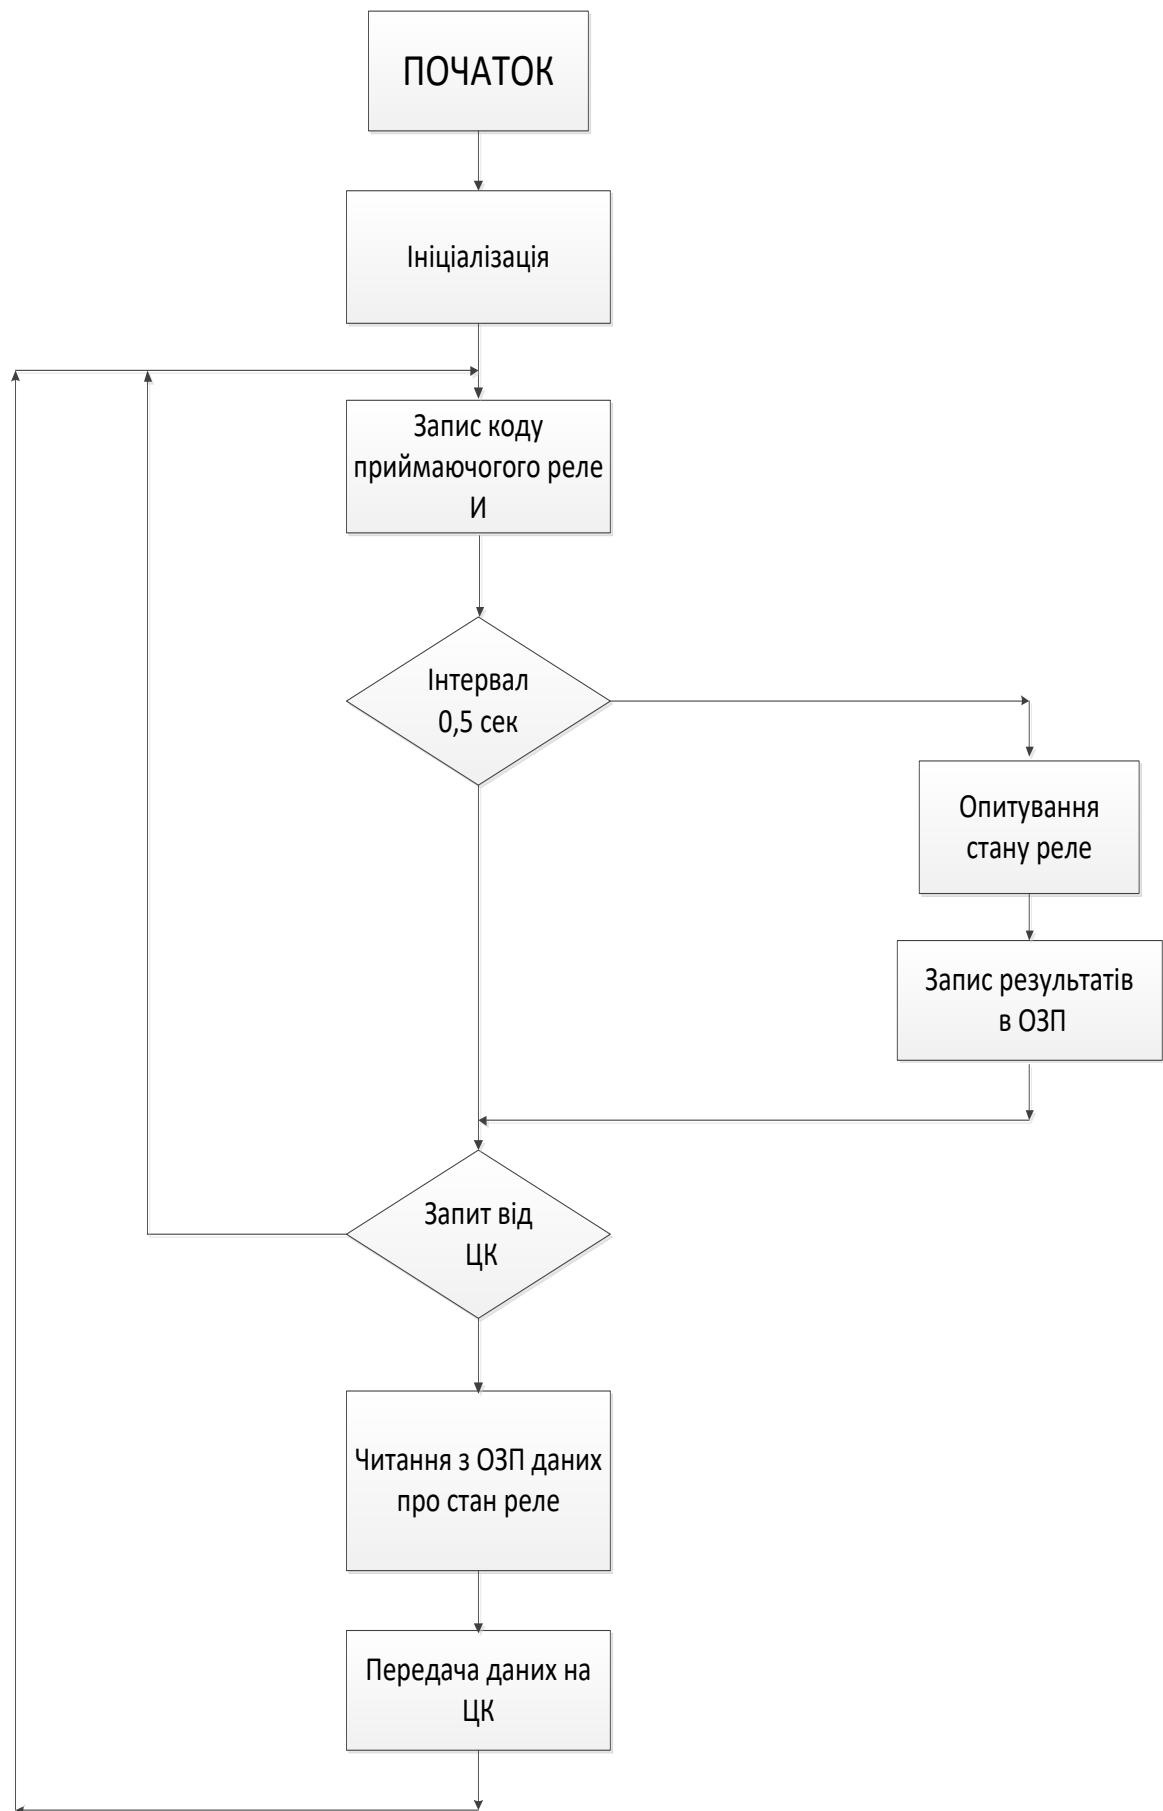 ПОЧАТОК
Ініціалізація
Запис коду
приймаючогого реле
И
Інтервал
0,5 сек
Опитування
стану реле
Запис результатів
в ОЗП
Запит від
ЦК
Читання з ОЗП даних
про стан реле
Передача даних на
ЦК